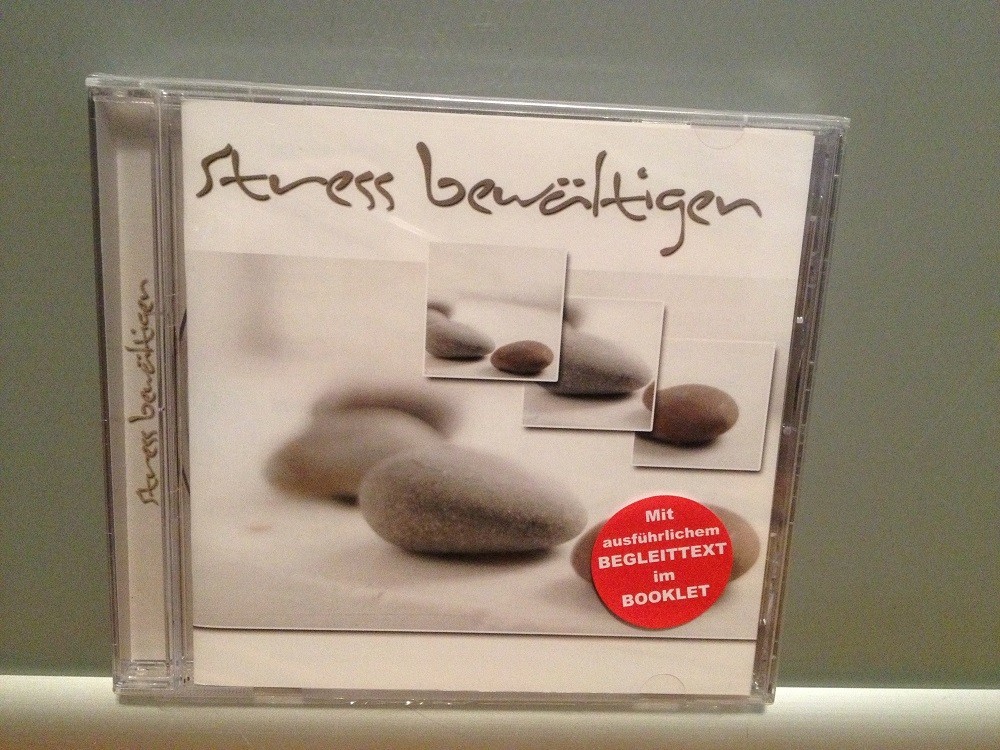 stress bewältigen
stress bewältigen
Mit
ausführlichem
BEGLEITTEXT
im
BOOKLET